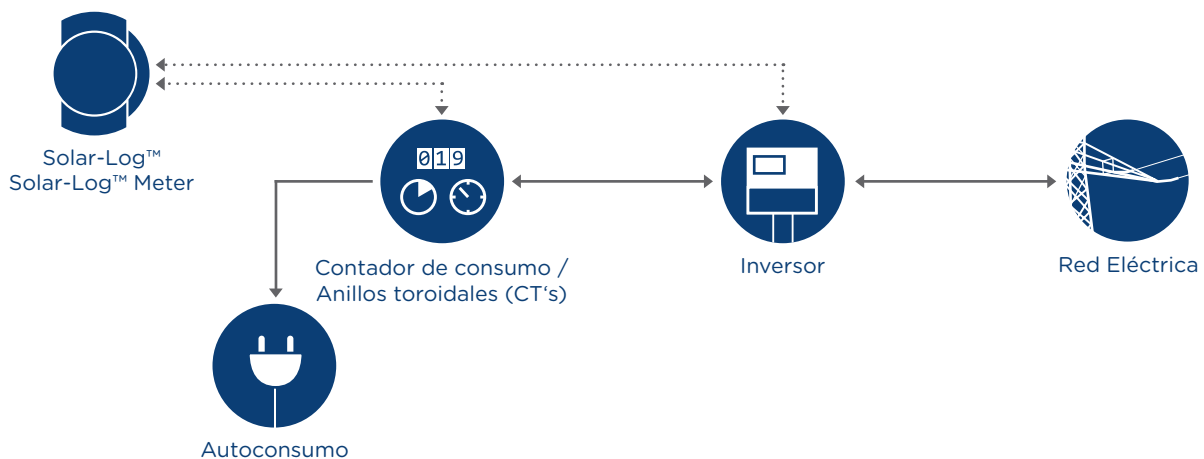 Solar-Log™
Solar-Log™ Meter
019
Contador de consumo /
Anillos toroidales (CT‘s)
Inversor
Red Eléctrica
Autoconsumo